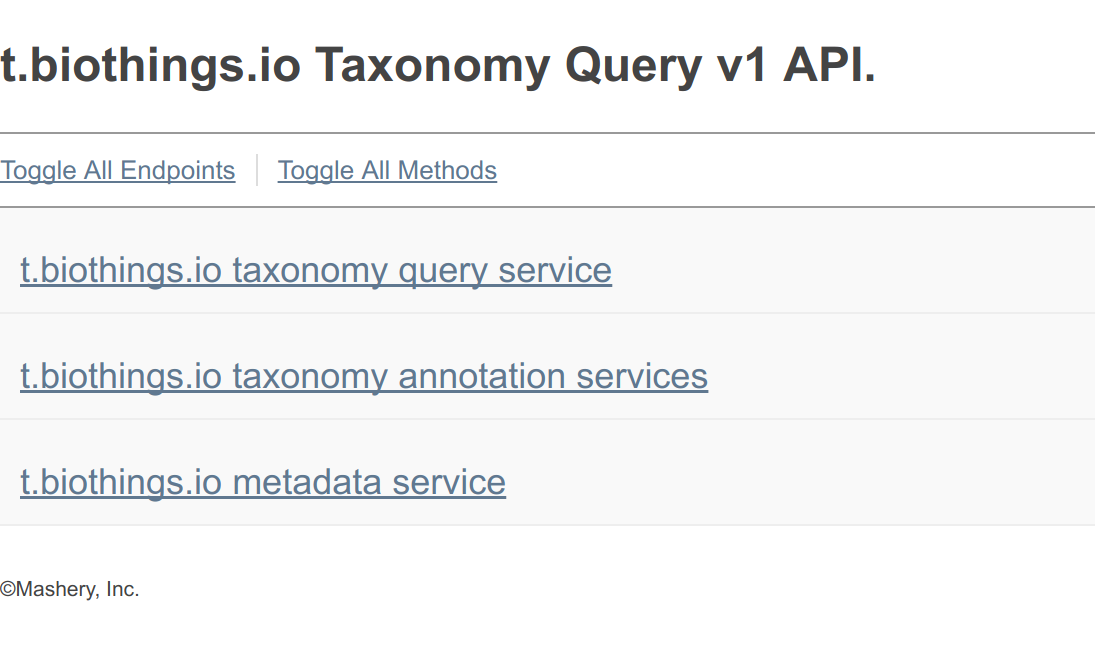 t.biothings.io Taxonomy Query v1 API.
Toggle All Endpoints Toggle All Methods
t.biothings.io taxonomy query service
t.biothings.io taxonomy annotation services
t.biothings.io metadata service
©Mashery, Inc.